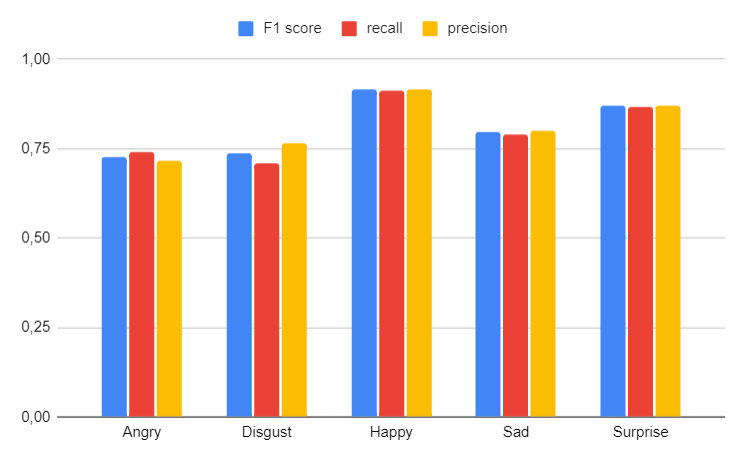 F1 score recall precision
1,00
0,75
0,50
0,25
0,00
Angry Disgust Happy Sad Surprise